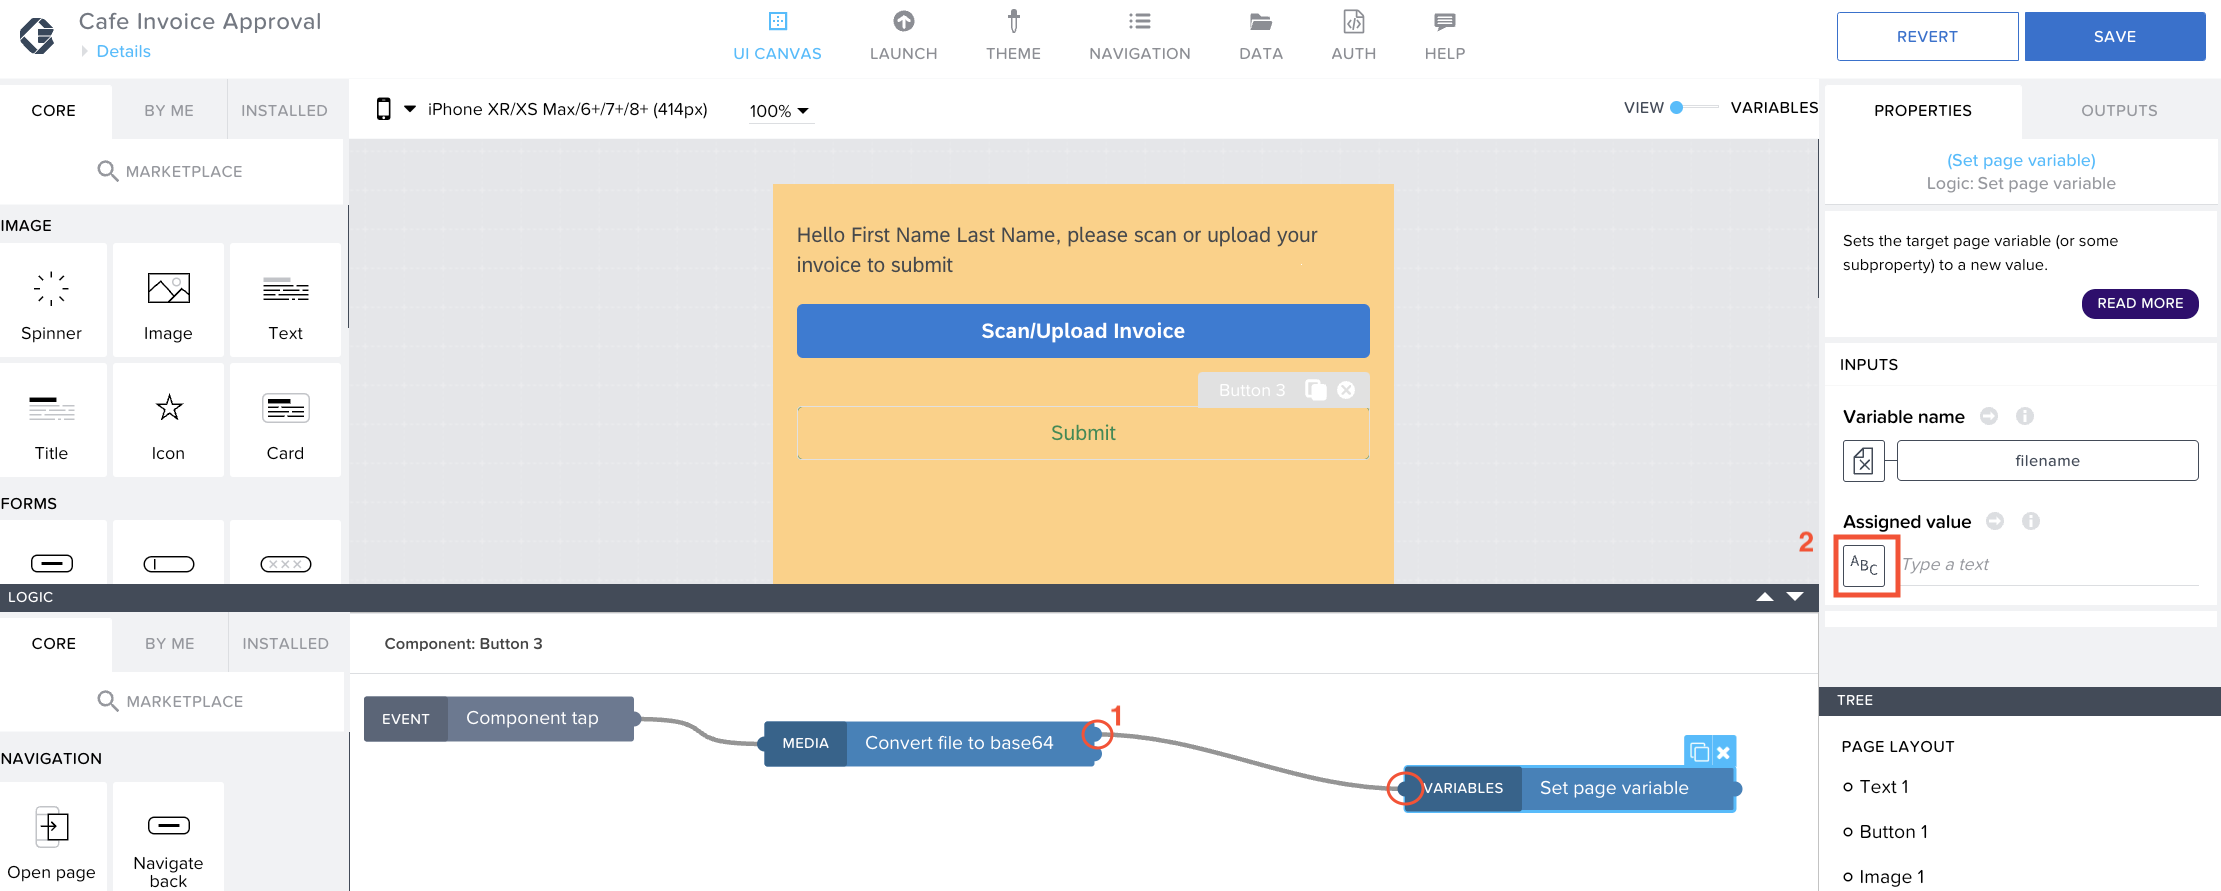 Cafe Invoice Approval
Details
UI CANVAS
LAUNCH
THEME
NAVIGATION
DATA
AUTH
HELP
REVERT
SAVE
CORE
BY ME
INSTALLED
MARKETPLACE
iPhone XR/XS Max/6+/7+/8+ (414px)
100%
VIEW
VARIABLES
PROPERTIES
OUTPUTS
(Set page variable)
Logic: Set page variable
Sets the target page variable (or some
subproperty) to a new value.
READ MORE
INPUTS
Variable name
filename
Assigned value
2
ABC
Type a text
IMAGE
Spinner
Image
Text
Title
Icon
Card
FORMS
Hello First Name Last Name, please scan or upload your
invoice to submit
Scan/Upload Invoice
Button 3
Submit
LOGIC
CORE
BY ME
INSTALLED
MARKETPLACE
NAVIGATION
Open page
Navigate
back
Component: Button 3
EVENT
Component tap
MEDIA
Convert file to base64
1
VARIABLES
Set page variable
TREE
PAGE LAYOUT
Text 1
Button 1
Image 1